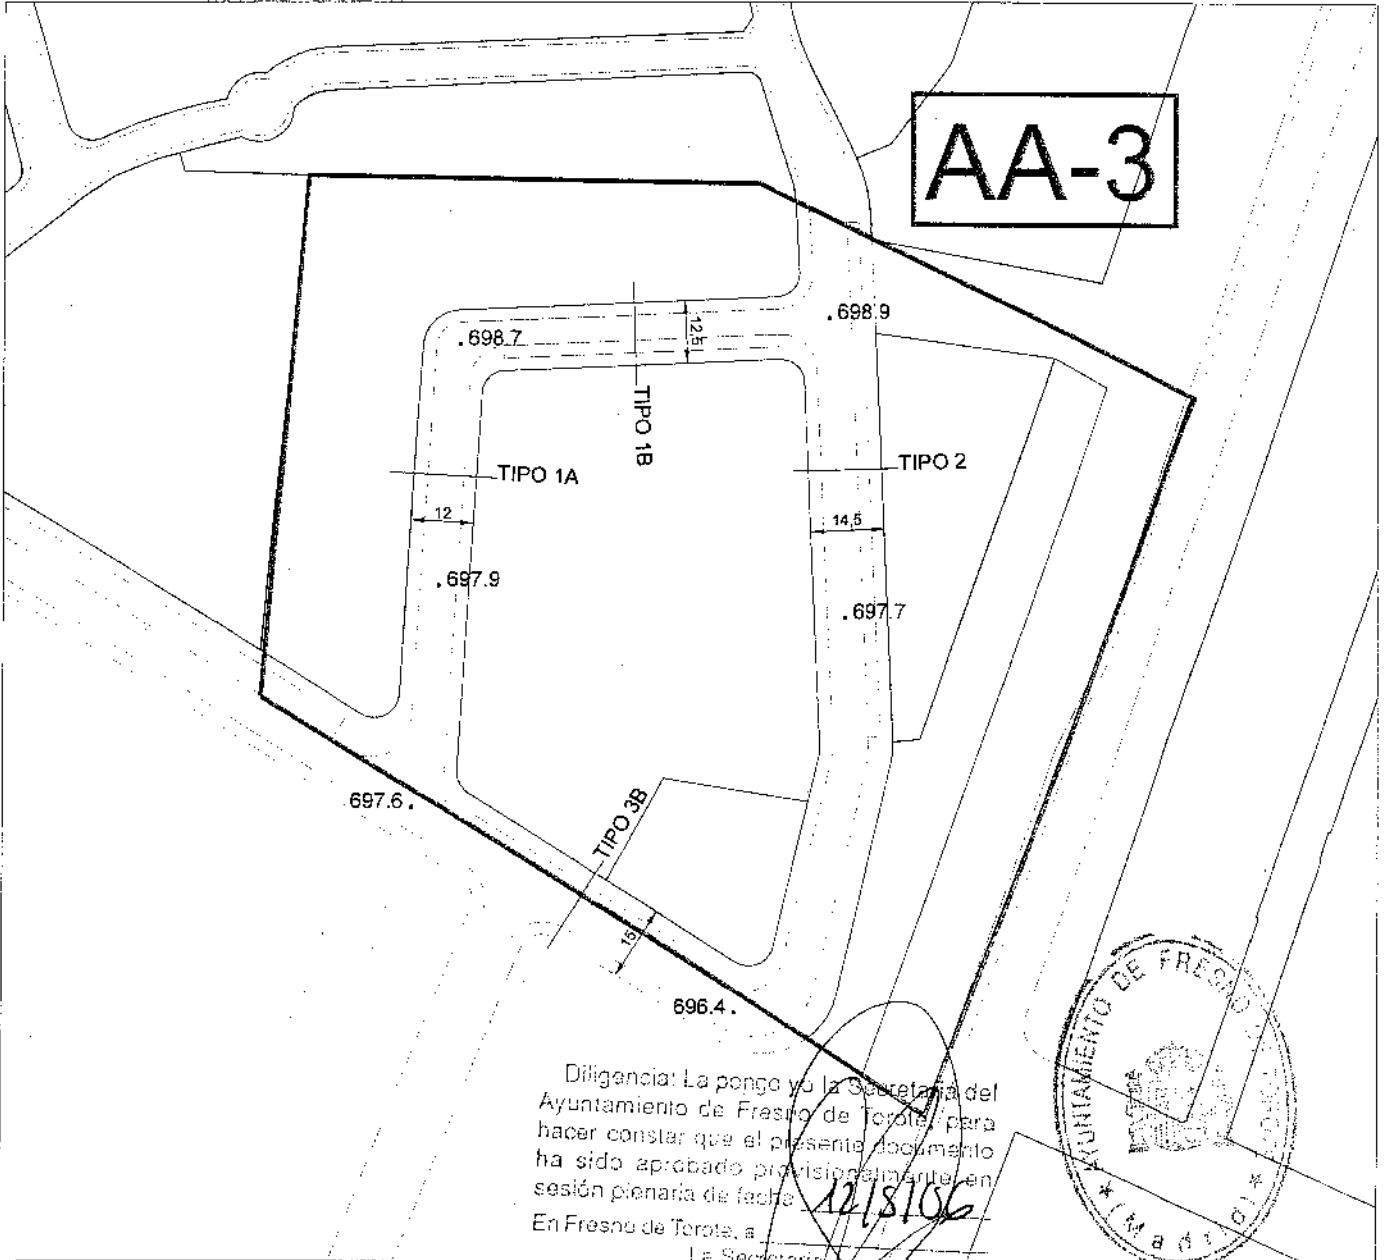 AA-3
.698.9
.698.7
12,5
TIPO 1B
TIPO 1A
TIPO 2
12
14,5
.697.9
.697.7
697.6.
TIPO 3B
15
696.4.
Diligencia: La pongo yo la Secretaria del
Ayuntamiento de Fresno de Torote, para
hacer constar que el presente documento
ha sido aprobado provisionalmente en
sesión plenaria de fecha
En Fresno de Torote, a
La Secretaria
AYUNTAMIENTO DE FRESNO
(Madrid)